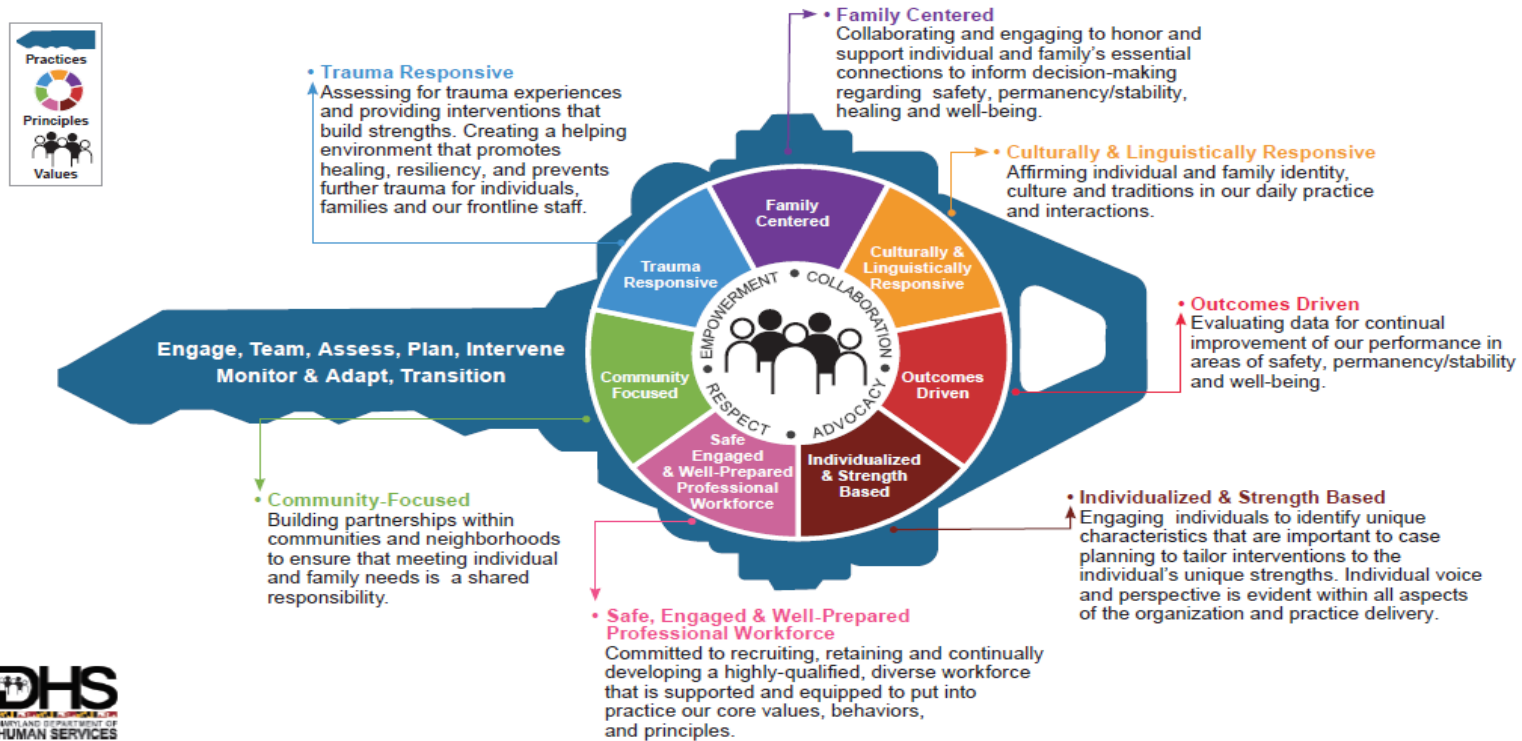 Practices
Principles
Values
• Trauma Responsive
Assessing for trauma experiences
and providing interventions that
build strengths. Creating a helping
environment that promotes
healing, resiliency, and prevents
further trauma for individuals,
families and our frontline staff.
• Family Centered
Collaborating and engaging to honor and
support individual and family's essential
connections to inform decision-making
regarding safety, permanency/stability,
healing and well-being.
• Culturally & Linguistically Responsive
Affirming individual and family identity,
culture and traditions in our daily practice
and interactions.
• Outcomes Driven
Evaluating data for continual
improvement of our performance in
areas of safety, permanency/stability
and well-being.
Family
Centered
Culturally &
Linguistically
Responsive
Trauma
Responsive
EMPOWERMENT • COLLABORATION
• ADVOCACY • RESPECT •
Engage, Team, Assess, Plan, Intervene
Monitor & Adapt, Transition
Community
Focused
Outcomes
Driven
Safe
Engaged
& Well-Prepared
Professional
Workforce
Individualized
& Strength
Based
• Community-Focused
Building partnerships within
communities and neighborhoods
to ensure that meeting individual
and family needs is a shared
responsibility.
• Individualized & Strength Based
Engaging individuals to identify unique
characteristics that are important to case
planning to tailor interventions to the
individual's unique strengths. Individual voice
and perspective is evident within all aspects
of the organization and practice delivery.
• Safe, Engaged & Well-Prepared
Professional Workforce
Committed to recruiting, retaining and continually
developing a highly-qualified, diverse workforce
that is supported and equipped to put into
practice our core values, behaviors,
and principles.
DHS
MARYLAND DEPARTMENT OF
HUMAN SERVICES